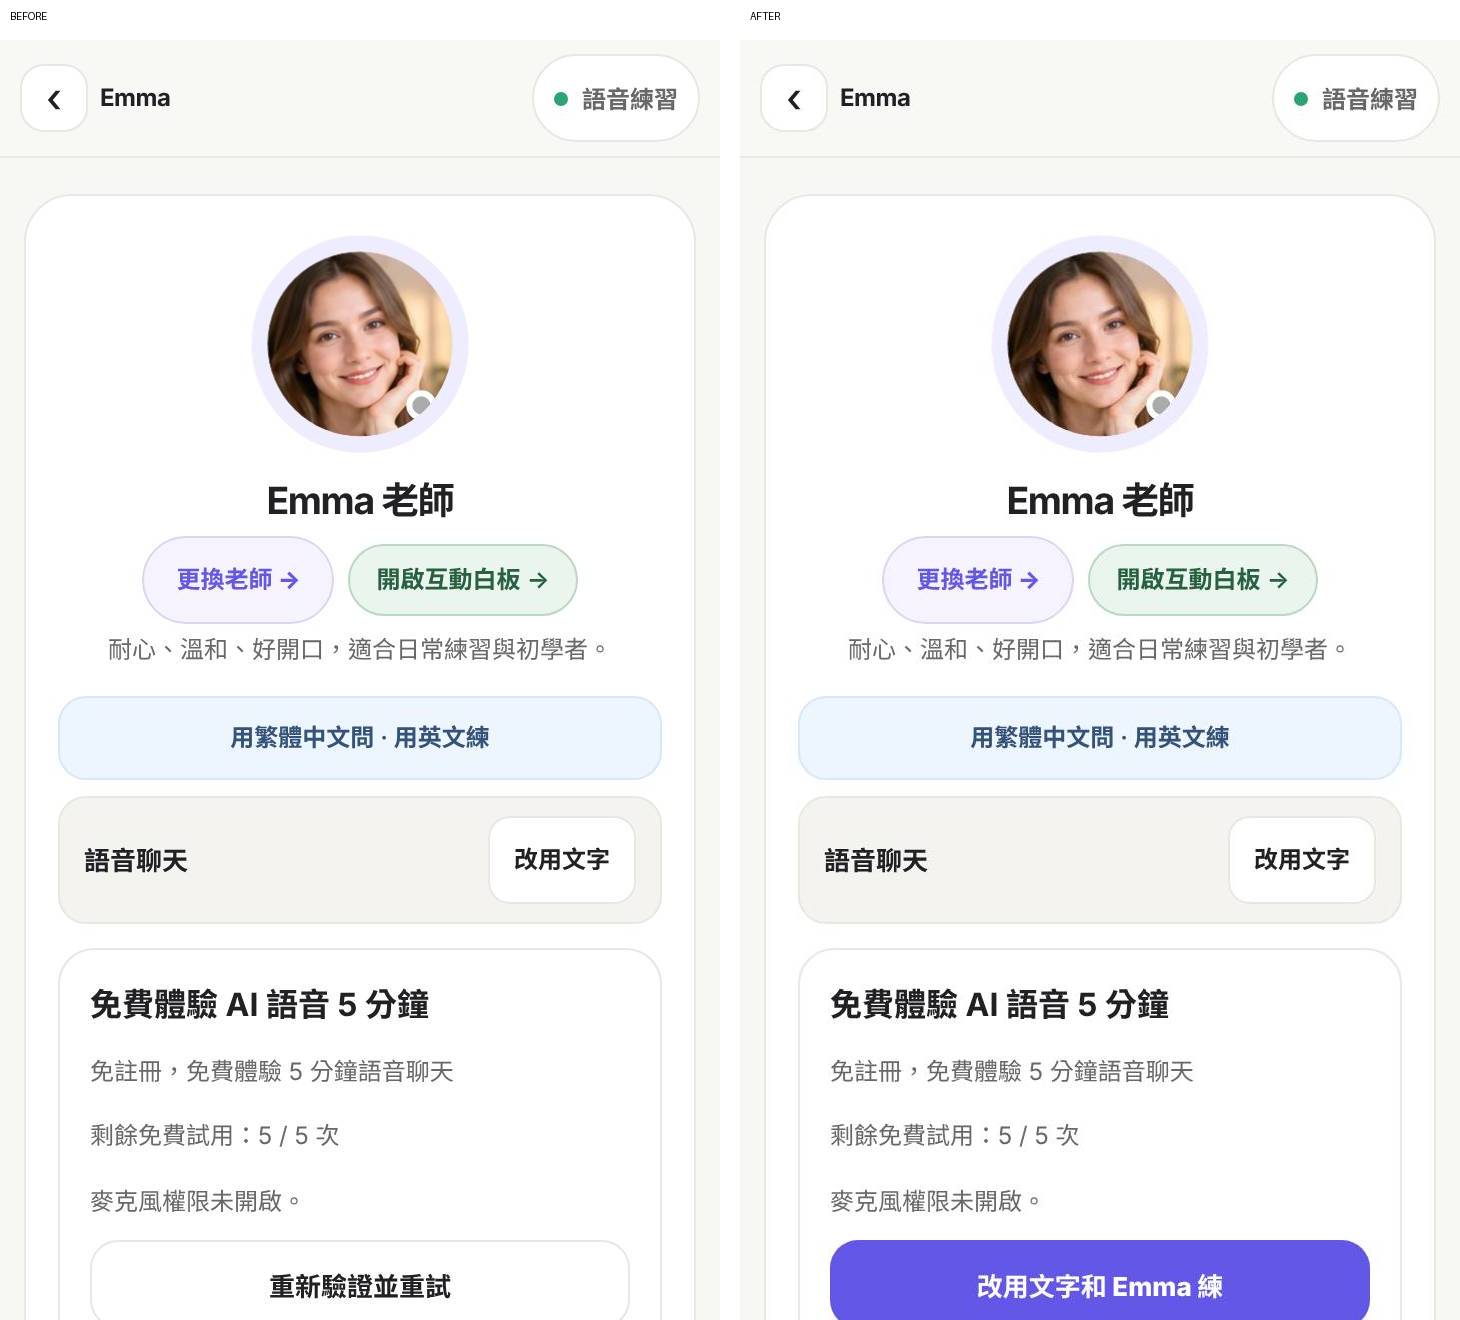 BEFORE
Emma
語音練習
Emma 老師
更換老師 →
開啟互動白板 →
耐心、溫和、好開口，適合日常練習與初學者。
用繁體中文問 · 用英文練
語音聊天
改用文字
免費體驗 AI 語音 5 分鐘
免註冊，免費體驗 5 分鐘語音聊天
剩餘免費試用：5 / 5 次
麥克風權限未開啟。
重新驗證並重試
AFTER
Emma
語音練習
Emma 老師
更換老師 →
開啟互動白板 →
耐心、溫和、好開口，適合日常練習與初學者。
用繁體中文問 · 用英文練
語音聊天
改用文字
免費體驗 AI 語音 5 分鐘
免註冊，免費體驗 5 分鐘語音聊天
剩餘免費試用：5 / 5 次
麥克風權限未開啟。
改用文字和 Emma 練